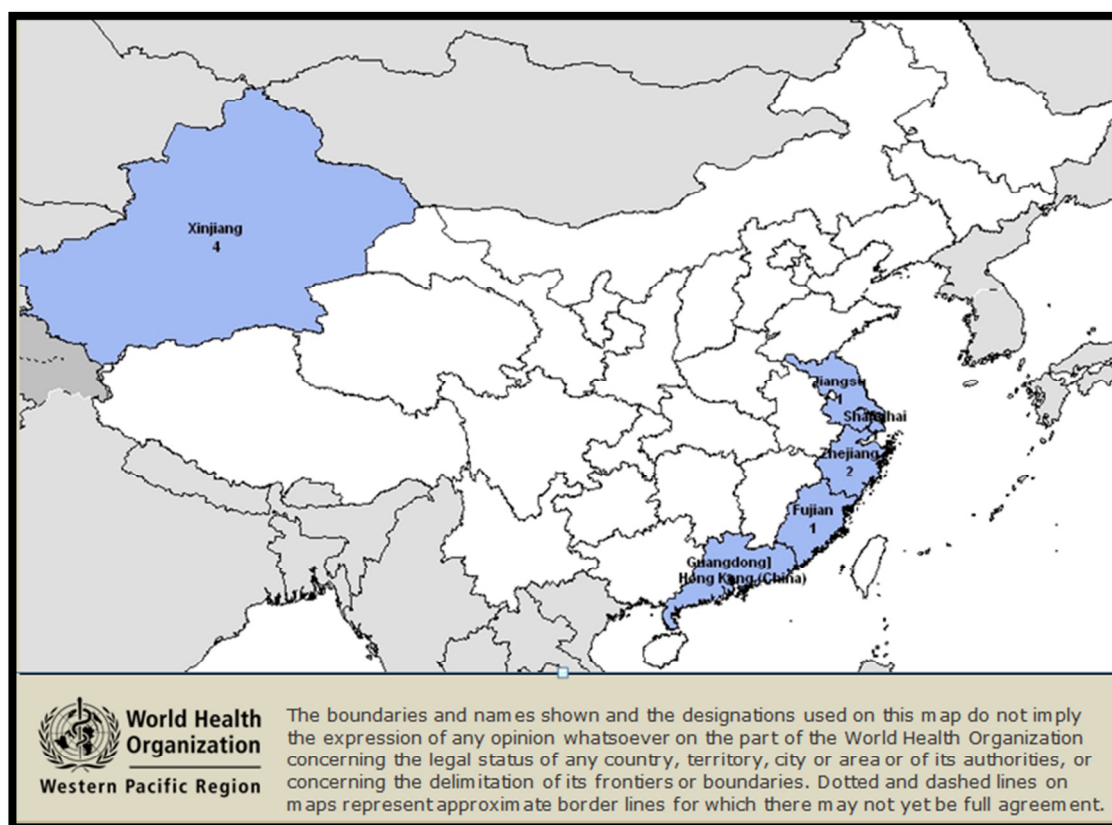 Xinjiang
4
Jiangsu
1
Shanghai
Zhejiang
2
Fujian
1
Guangdong]
Hong Kong (China)
World Health
Organization
Western Pacific Region
The boundaries and names shown and the designations used on this map do not imply
the expression of any opinion whatsoever on the part of the World Health Organization
concerning the legal status of any country, territory, city or area or of its authorities, or
concerning the delimitation of its frontiers or boundaries. Dotted and dashed lines on
maps represent approximate border lines for which there may not yet be full agreement.